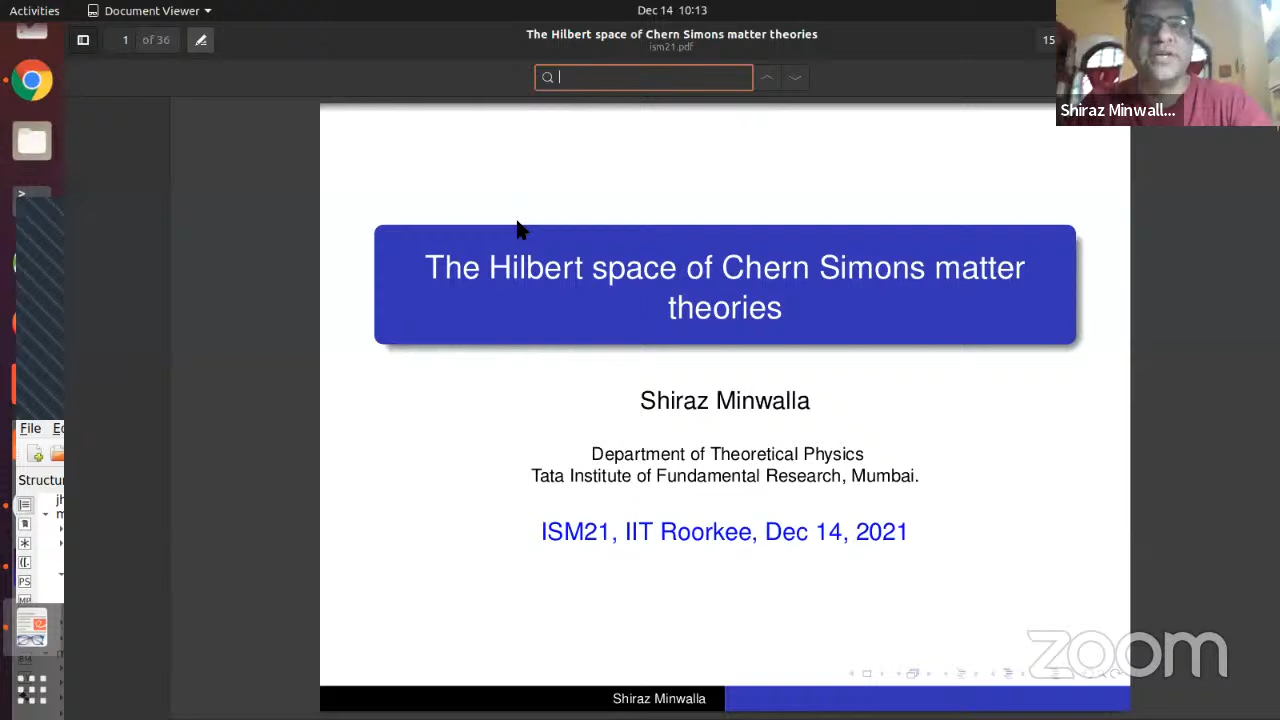 Activities
Document Viewer
Dec 14 10:13
1 of 36
The Hilbert space of Chern Simons matter theories
ism21.pdf
15
Shiraz Minwall...
The Hilbert space of Chern Simons matter
theories
Shiraz Minwalla
Department of Theoretical Physics
Tata Institute of Fundamental Research, Mumbai.
ISM21, IIT Roorkee, Dec 14, 2021
File
Structu
PS
zoom
Shiraz Minwalla